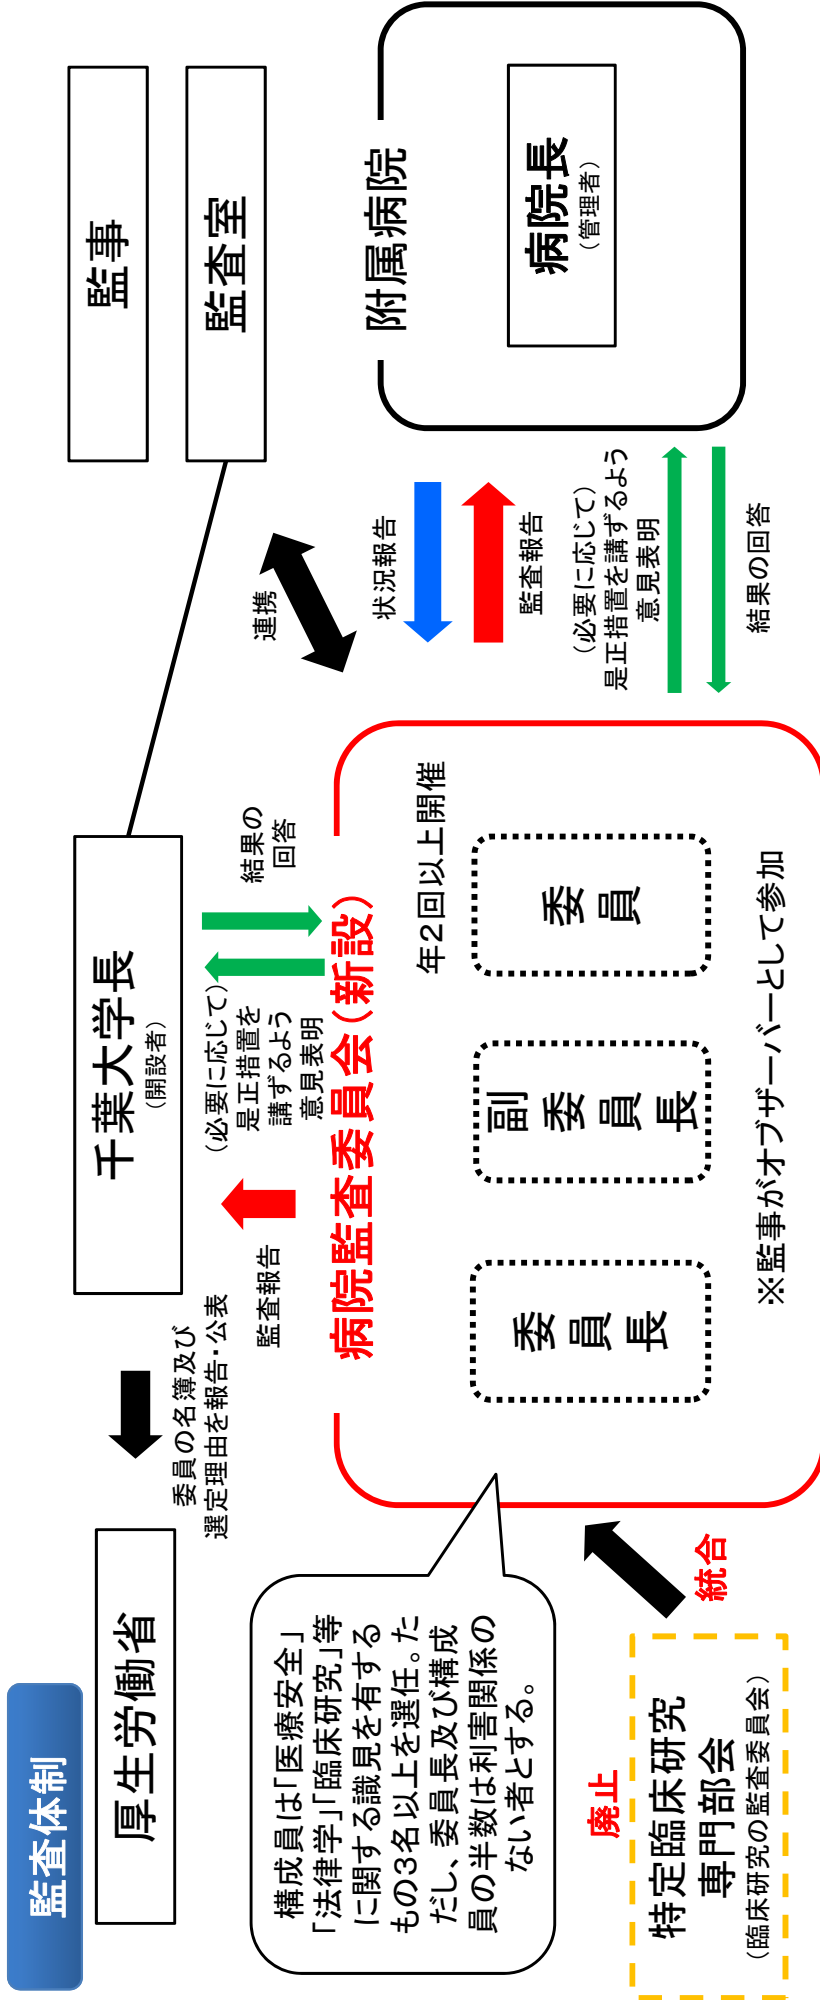 監査体制
厚生労働省
委員の名簿及び
選定理由を報告・公表
千葉大学長
（開設者）
監事
監査室
監査報告
（必要に応じて）
是正措置を
講ずるよう
意見表明
結果の
回答
連携
構成員は「医療安全」
「法律学」「臨床研究」等
に関する識見を有する
もの3名以上を選任。た
だし、委員長及び構成
員の半数は利害関係の
ない者とする。
病院監査委員会（新設）
年２回以上開催
委
員
長
副
委
員
長
委
員
※監事がオブザーバーとして参加
状況報告
監査報告
（必要に応じて）
是正措置を講ずるよう
意見表明
結果の回答
附属病院
病院長
（管理者）
廃止
特定臨床研究
専門部会
（臨床研究の監査委員会）
統合